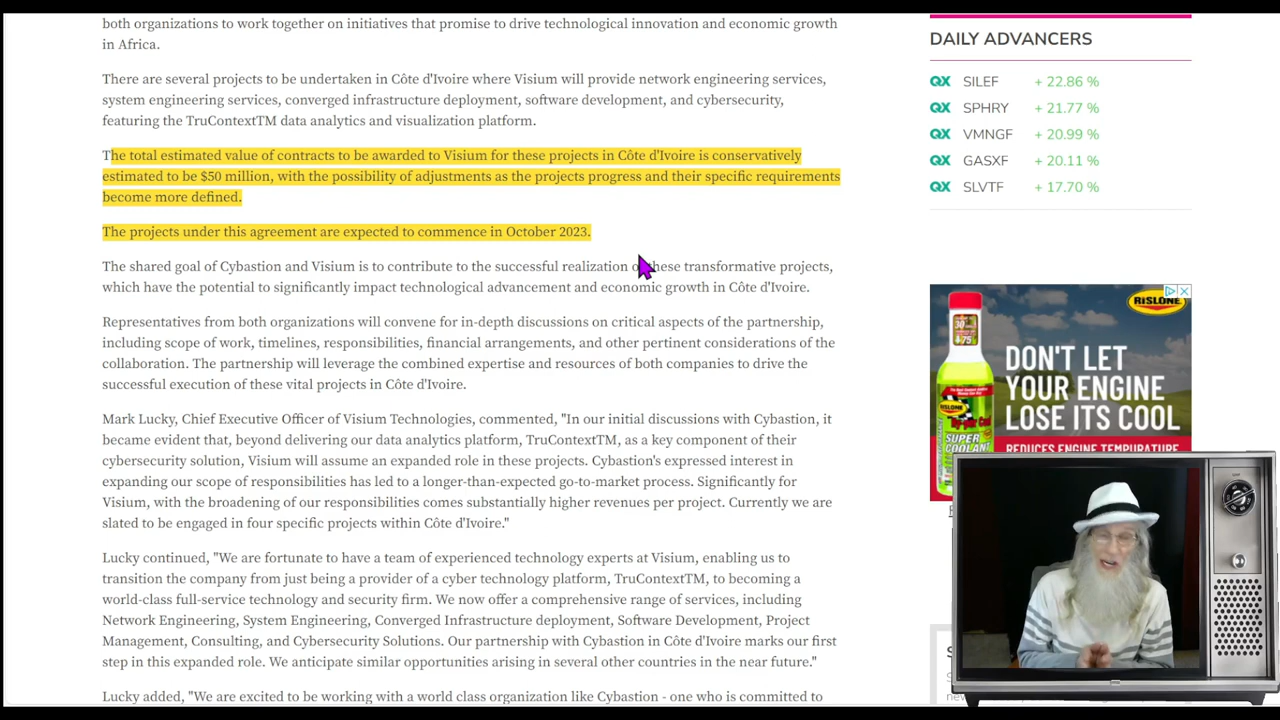 both organizations to work together on initiatives that promise to drive technological innovation and economic growth
in Africa.
There are several projects to be undertaken in Côte d'Ivoire where Visium will provide network engineering services,
system engineering services, converged infrastructure deployment, software development, and cybersecurity,
featuring the TruContextTM data analytics and visualization platform.
The total estimated value of contracts to be awarded to Visium for these projects in Côte d'Ivoire is conservatively
estimated to be $50 million, with the possibility of adjustments as the projects progress and their specific requirements
become more defined.
The projects under this agreement are expected to commence in October 2023.
The shared goal of Cybastion and Visium is to contribute to the successful realization of these transformative projects,
which have the potential to significantly impact technological advancement and economic growth in Côte d'Ivoire.
Representatives from both organizations will convene for in-depth discussions on critical aspects of the partnership,
including scope of work, timelines, responsibilities, financial arrangements, and other pertinent considerations of the
collaboration. The partnership will leverage the combined expertise and resources of both companies to drive the
successful execution of these vital projects in Côte d'Ivoire.
Mark Lucky, Chief Executive Officer of Visium Technologies, commented, "In our initial discussions with Cybastion, it
became evident that, beyond delivering our data analytics platform, TruContextTM, as a key component of their
cybersecurity solution, Visium will assume an expanded role in these projects. Cybastion's expressed interest in
expanding our scope of responsibilities has led to a longer-than-expected go-to-market process. Significantly for
Visium, with the broadening of our responsibilities comes substantially higher revenues per project. Currently we are
slated to be engaged in four specific projects within Côte d'Ivoire."
Lucky continued, "We are fortunate to have a team of experienced technology experts at Visium, enabling us to
transition the company from just being a provider of a cyber technology platform, TruContextTM, to becoming a
world-class full-service technology and security firm. We now offer a comprehensive range of services, including
Network Engineering, System Engineering, Converged Infrastructure deployment, Software Development, Project
Management, Consulting, and Cybersecurity Solutions. Our partnership with Cybastion in Côte d'Ivoire marks our first
step in this expanded role. We anticipate similar opportunities arising in several other countries in the near future."
Lucky added, "We are excited to be working with a world class organization like Cybastion - one who is committed to
DAILY ADVANCERS
QX SILEF + 22.86 %
QX SPHRY + 21.77 %
QX VMNGF + 20.99 %
QX GASXF + 20.11 %
QX SLVTF + 17.70 %
RISLONE
DON'T LET
YOUR ENGINE
LOSE ITS COOL
REDUCES ENGINE TEMPURATURE
RISLONE
SUPER
COOLANT